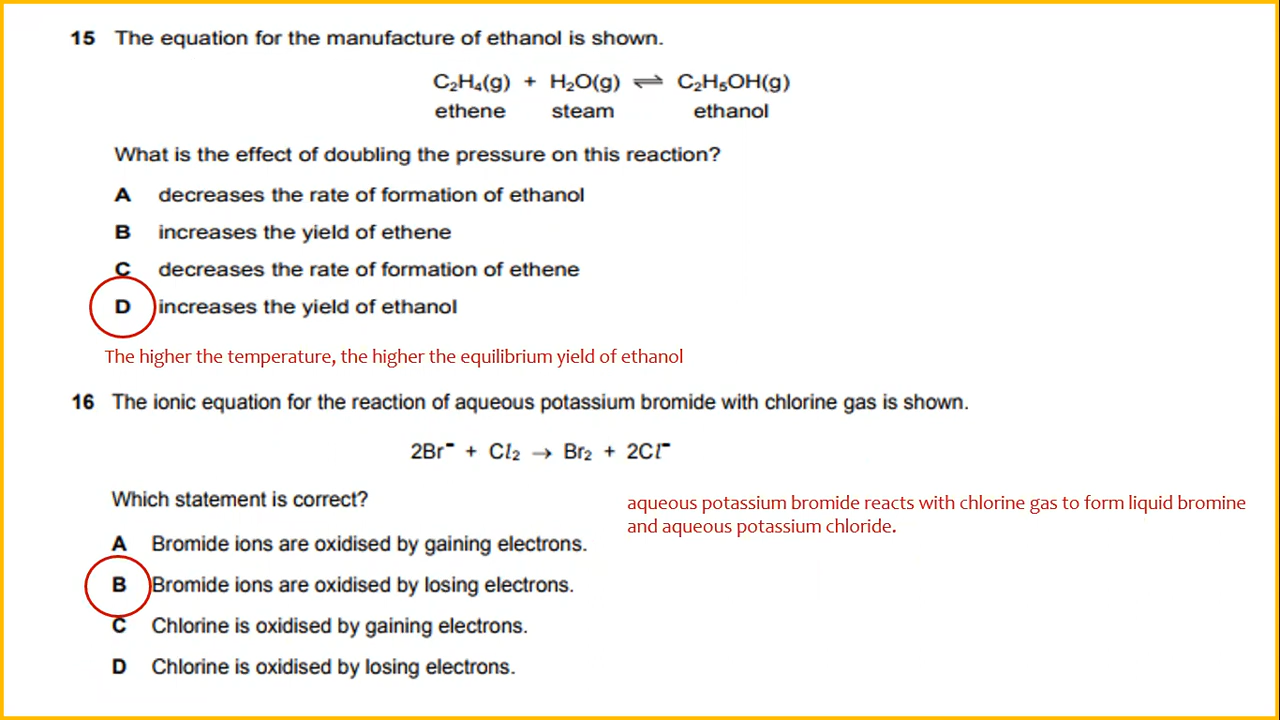 15 The equation for the manufacture of ethanol is shown.
C₂H₄(g) + H₂O(g) ⇌ C₂H₅OH(g)
ethene steam ethanol
What is the effect of doubling the pressure on this reaction?
A decreases the rate of formation of ethanol
B increases the yield of ethene
C decreases the rate of formation of ethene
D increases the yield of ethanol
The higher the temperature, the higher the equilibrium yield of ethanol
16 The ionic equation for the reaction of aqueous potassium bromide with chlorine gas is shown.
2Br⁻ + Cl₂ → Br₂ + 2Cl⁻
Which statement is correct?
aqueous potassium bromide reacts with chlorine gas to form liquid bromine
and aqueous potassium chloride.
A Bromide ions are oxidised by gaining electrons.
B Bromide ions are oxidised by losing electrons.
C Chlorine is oxidised by gaining electrons.
D Chlorine is oxidised by losing electrons.